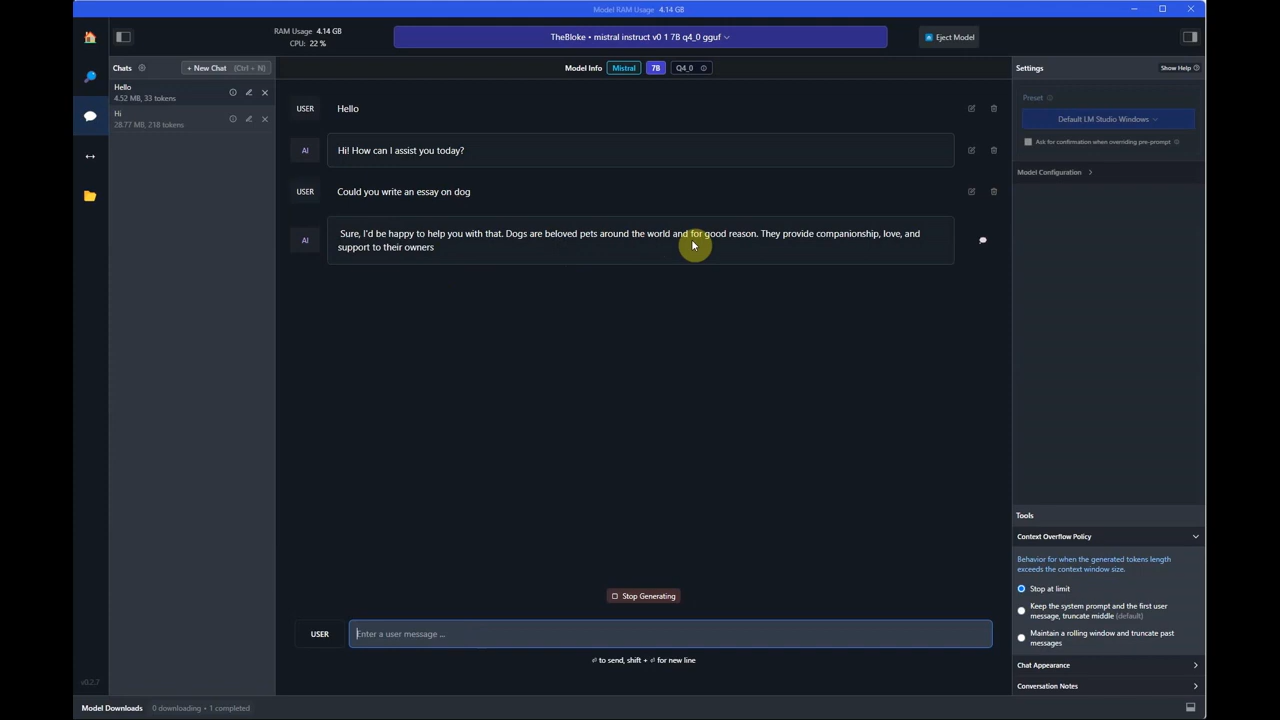 Model RAM Usage 4.14 GB
RAM Usage 4.14 GB
CPU: 22 %
TheBloke • mistral instruct v0 1 7B q4_0 gguf
Eject Model
Chats
+ New Chat (Ctrl + N)
Model Info Mistral 7B Q4_0
Settings
Show Help
Hello
4.52 MB, 33 tokens
Hi
28.77 MB, 218 tokens
USER
Hello
AI
Hi! How can I assist you today?
USER
Could you write an essay on dog
AI
Sure, I'd be happy to help you with that. Dogs are beloved pets around the world and for good reason. They provide companionship, love, and
support to their owners
Preset
Default LM Studio Windows
Ask for confirmation when overriding pre-prompt
Model Configuration
Tools
Context Overflow Policy
Behavior for when the generated tokens length
exceeds the context window size.
Stop at limit
Keep the system prompt and the first user
message, truncate middle (default)
Maintain a rolling window and truncate past
messages
Chat Appearance
Conversation Notes
Stop Generating
USER
Enter a user message ...
to send, shift + for new line
v0.2.7
Model Downloads 0 downloading • 1 completed